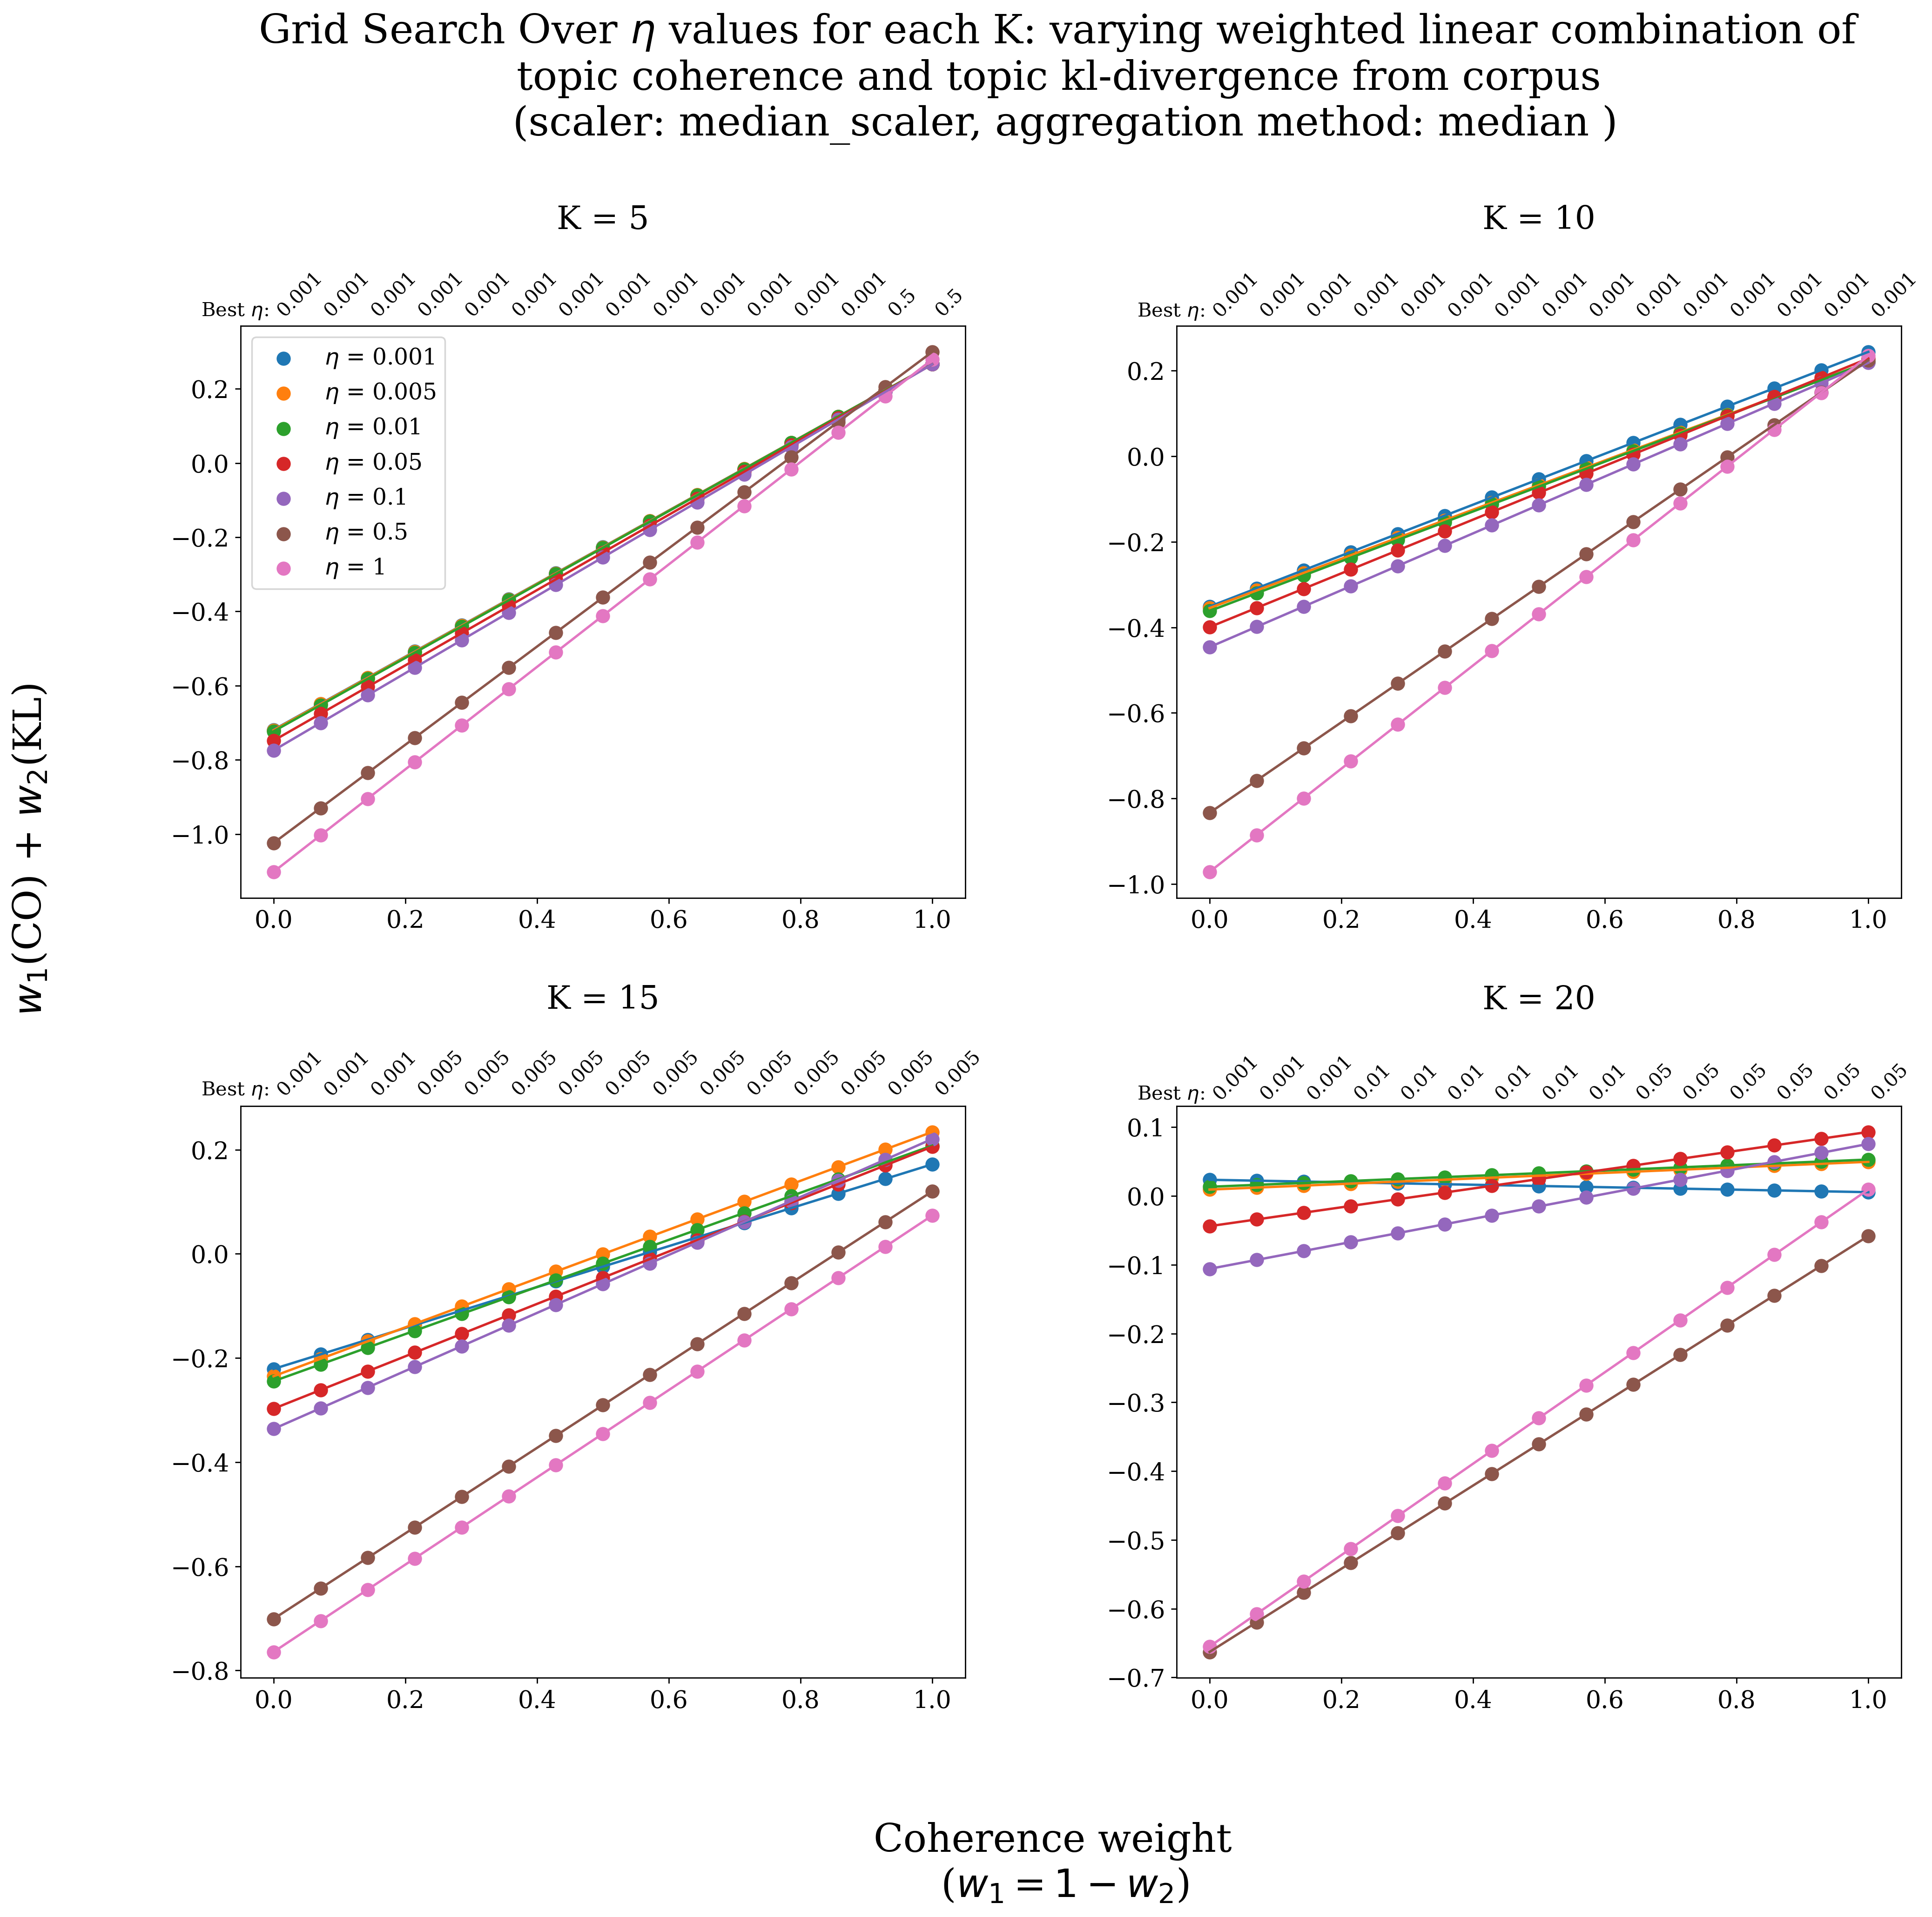 Grid Search Over η values for each K: varying weighted linear combination of
topic coherence and topic kl-divergence from corpus
(scaler: median_scaler, aggregation method: median )
K = 5
Best η: 0.001 0.001 0.001 0.001 0.001 0.001 0.001 0.001 0.001 0.001 0.001 0.001 0.001 0.5 0.5
η = 0.001
η = 0.005
η = 0.01
η = 0.05
η = 0.1
η = 0.5
η = 1
0.2
0.0
−0.2
−0.4
−0.6
−0.8
−1.0
0.0 0.2 0.4 0.6 0.8 1.0
K = 10
Best η: 0.001 0.001 0.001 0.001 0.001 0.001 0.001 0.001 0.001 0.001 0.001 0.001 0.001 0.001 0.001
0.2
0.0
−0.2
−0.4
−0.6
−0.8
−1.0
0.0 0.2 0.4 0.6 0.8 1.0
w₁(CO) + w₂(KL)
K = 15
Best η: 0.001 0.001 0.001 0.005 0.005 0.005 0.005 0.005 0.005 0.005 0.005 0.005 0.005 0.005 0.005
0.2
0.0
−0.2
−0.4
−0.6
−0.8
0.0 0.2 0.4 0.6 0.8 1.0
K = 20
Best η: 0.001 0.001 0.001 0.01 0.01 0.01 0.01 0.01 0.01 0.05 0.05 0.05 0.05 0.05 0.05
0.1
0.0
−0.1
−0.2
−0.3
−0.4
−0.5
−0.6
−0.7
0.0 0.2 0.4 0.6 0.8 1.0
Coherence weight
(w₁ = 1 − w₂)